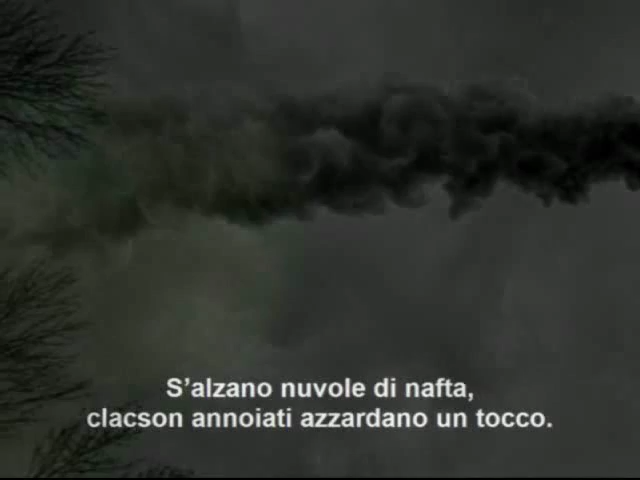 S’alzano nuvole di nafta,
clacson annoiati azzardano un tocco.